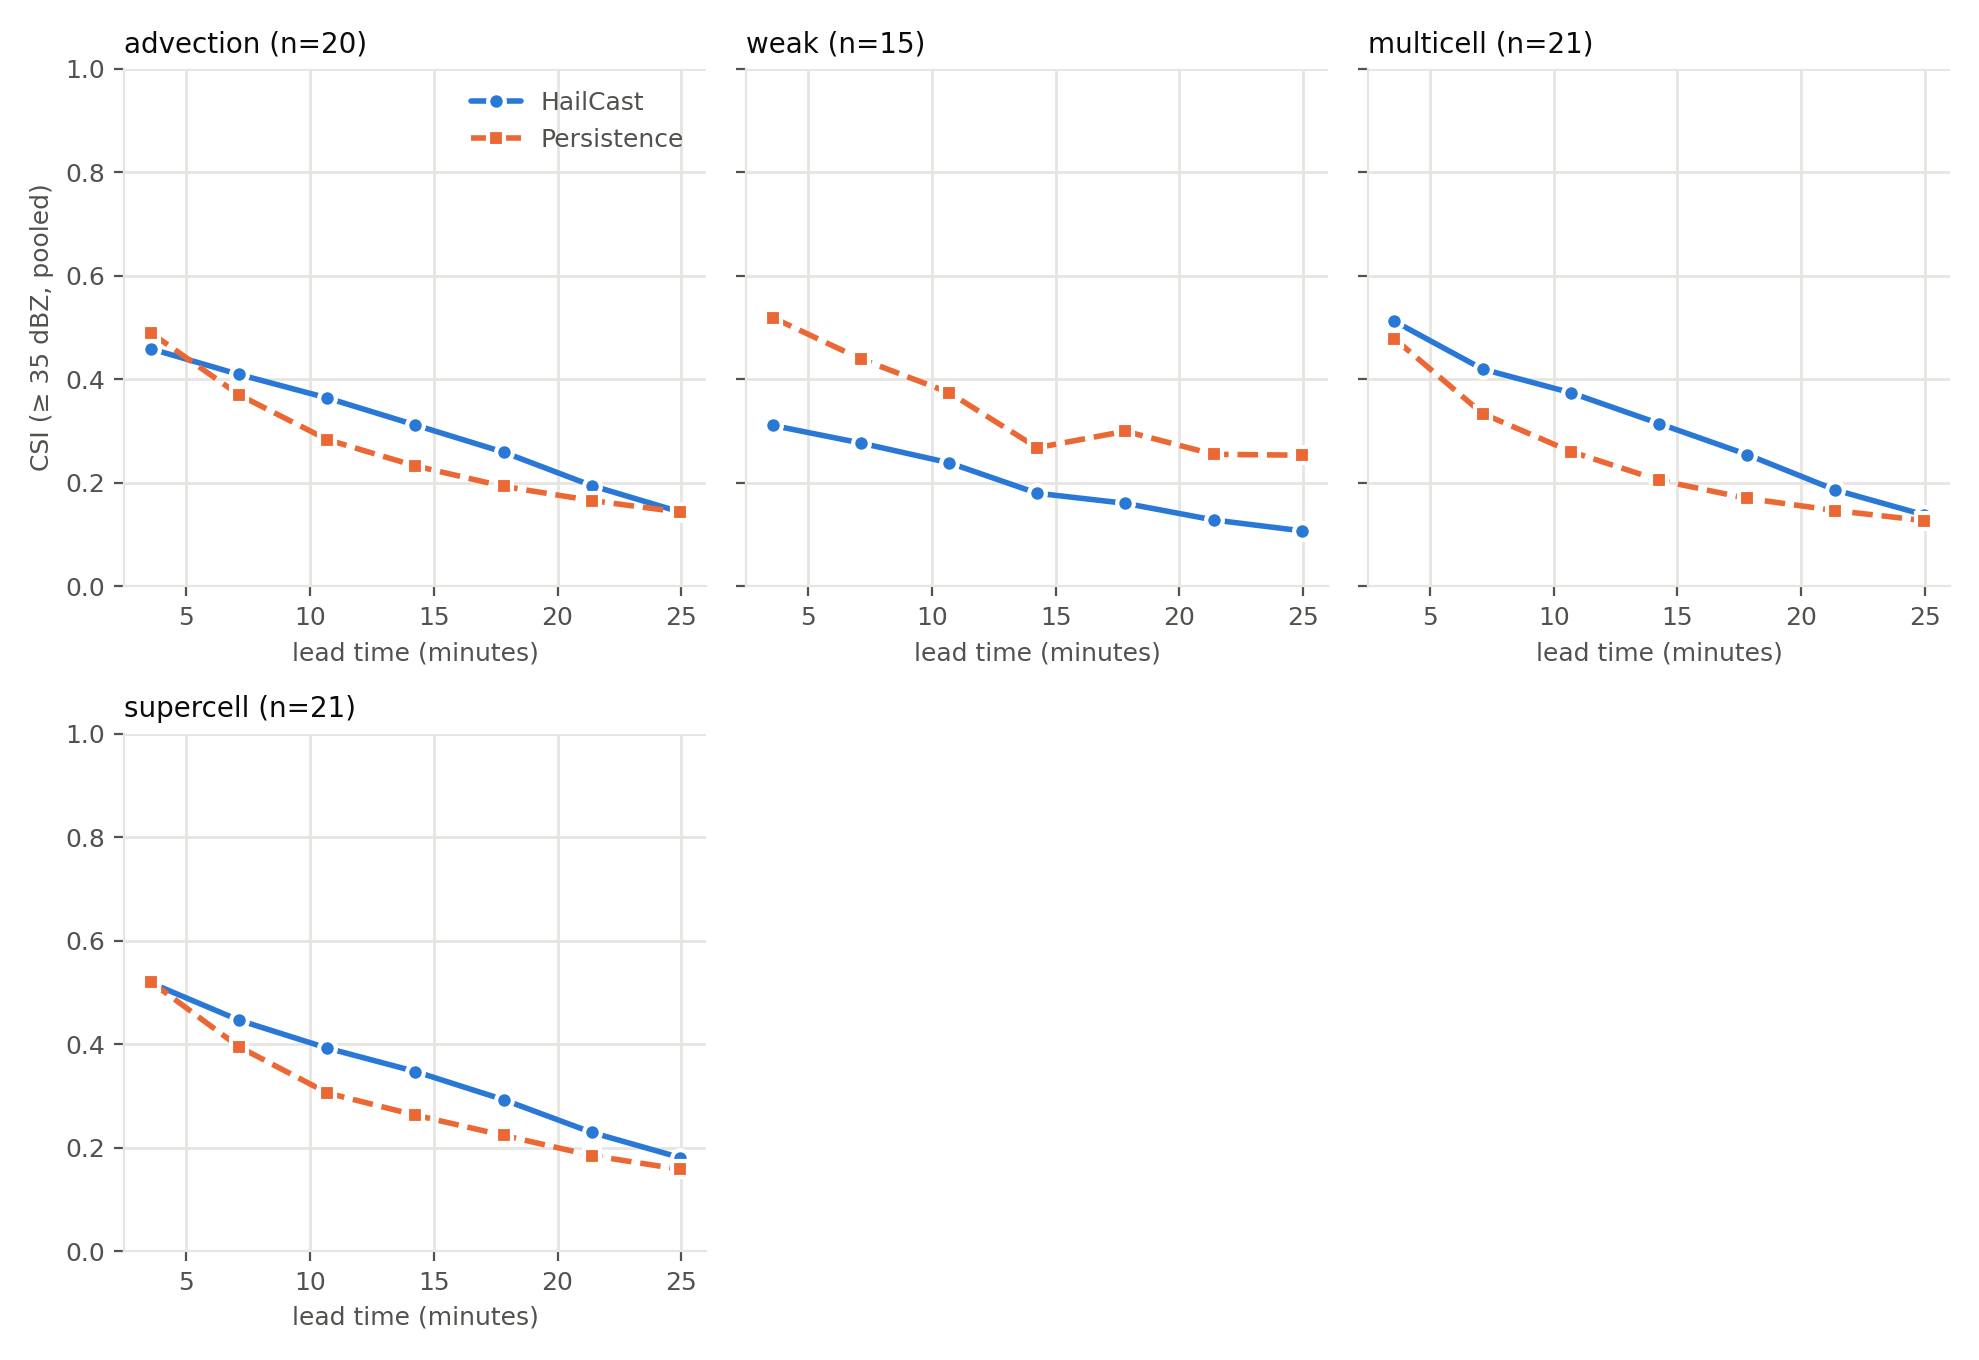 advection (n=20)
weak (n=15)
multicell (n=21)
1.0
0.8
0.6
0.4
0.2
0.0
CSI (≥ 35 dBZ, pooled)
HailCast
Persistence
5 10 15 20 25
5 10 15 20 25
5 10 15 20 25
lead time (minutes)
lead time (minutes)
lead time (minutes)
supercell (n=21)
1.0
0.8
0.6
0.4
0.2
0.0
5 10 15 20 25
lead time (minutes)